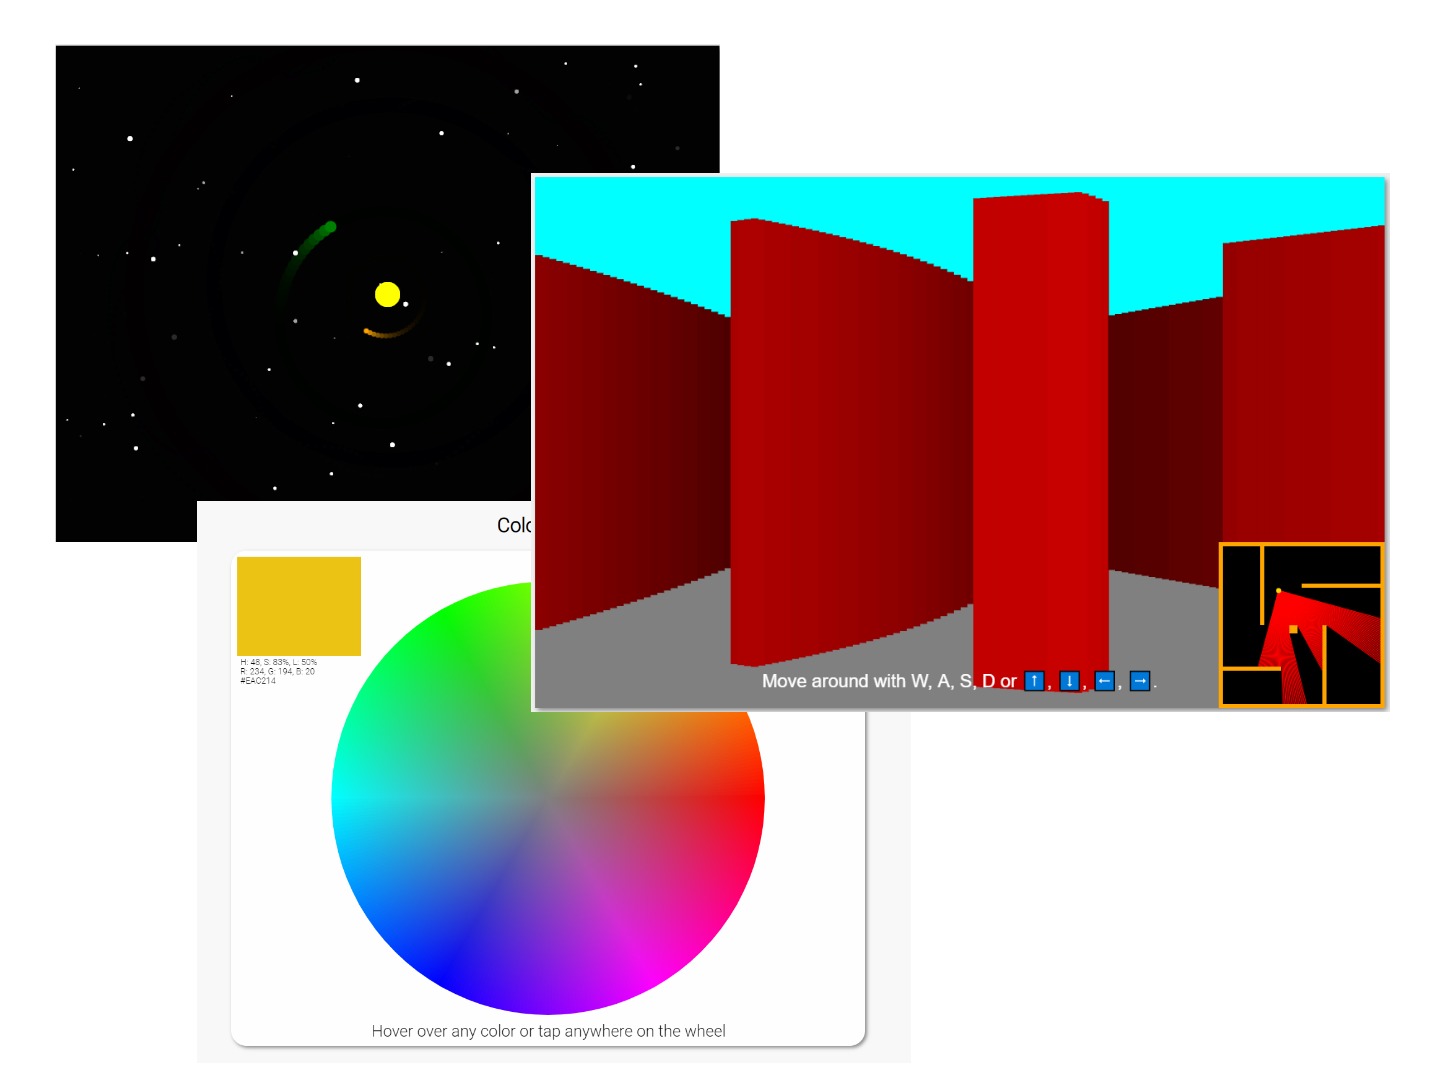 Colo
H: 48, S: 83%, L: 50%
R: 234, G: 194, B: 20
#EAC214
Move around with W, A, S, D or ↑, ↓, ←, →.
Hover over any color or tap anywhere on the wheel